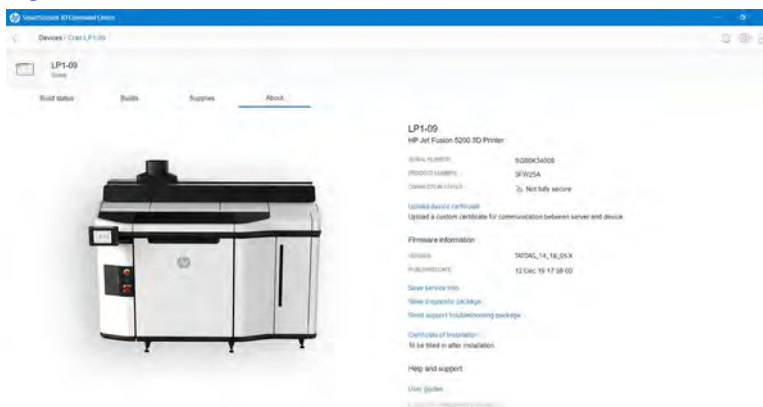 SmartStream 3D Command Center
Devices / Crain LP1-09
LP1-09
Build status
Builds
Supplies
About
LP1-09
HP Jet Fusion 5200 3D Printer
SERIAL NUMBER
PRODUCT NUMBER
3FW25A
Not fully secure
Upload device certificate
Upload a custom certificate for communication between server and device
Firmware information
VERSION
PUBLISHED DATE
Save service info
Save diagnostic package
Send support troubleshooting package
Certificate of Installation
To be filled in after installation
Help and support
User guides
hp